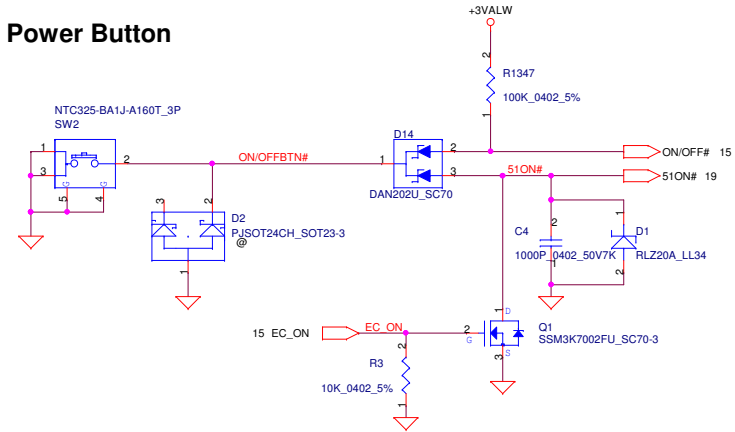 +3VALW
Power Button
2
R1347
100K_0402_5%
1
NTC325-BA1J-A160T_3P
SW2
D14
1
3
2
ON/OFFBTN#
1
2
ON/OFF# 15
3
51ON#
51ON# 19
DAN202U_SC70
G
G
5
4
3
2
D2
PJSOT24CH_SOT23-3
@
1
2
C4
1000P_0402_50V7K
1
1
D1
RLZ20A_LL34
2
1
D
15 EC_ON
EC_ON
2
G
Q1
SSM3K7002FU_SC70-3
S
3
2
R3
10K_0402_5%
1